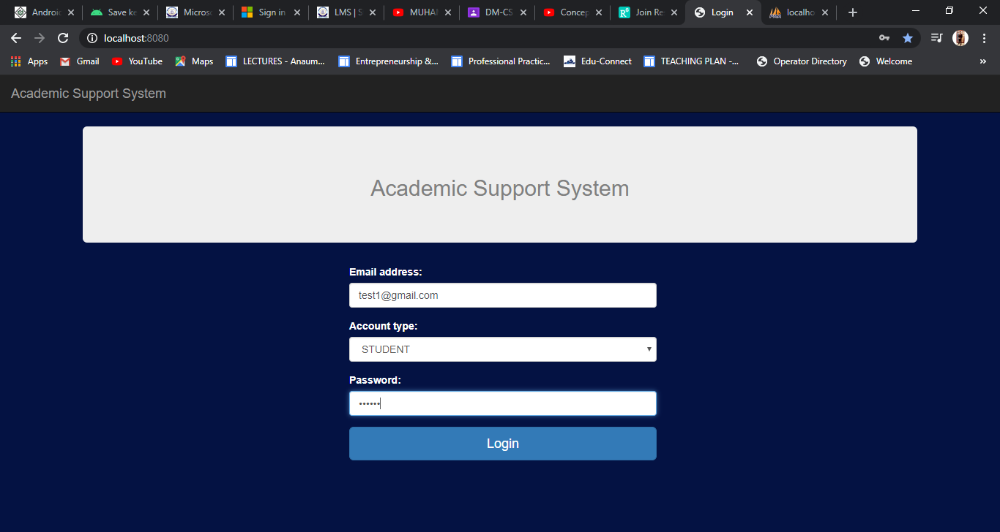 Android Save ke Microso Sign in LMS | S MUHAM DM-CS Concep Join Re Login localho
localhost:8080
Apps Gmail YouTube Maps LECTURES - Anaum... Entrepreneurship &... Professional Practic... Edu-Connect TEACHING PLAN -... Operator Directory Welcome »
Academic Support System
Academic Support System
Email address:
test1@gmail.com
Account type:
STUDENT
Password:
••••••
Login